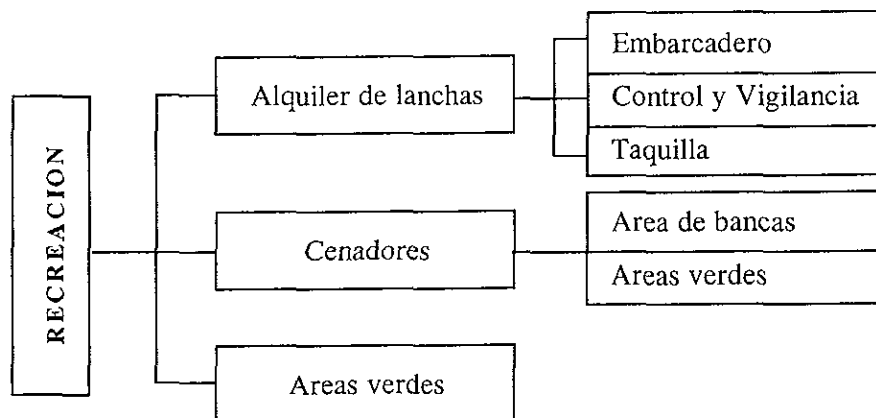 RECREACION
Alquiler de lanchas
Embarcadero
Control y Vigilancia
Taquilla
Cenadores
Area de bancas
Areas verdes
Areas verdes